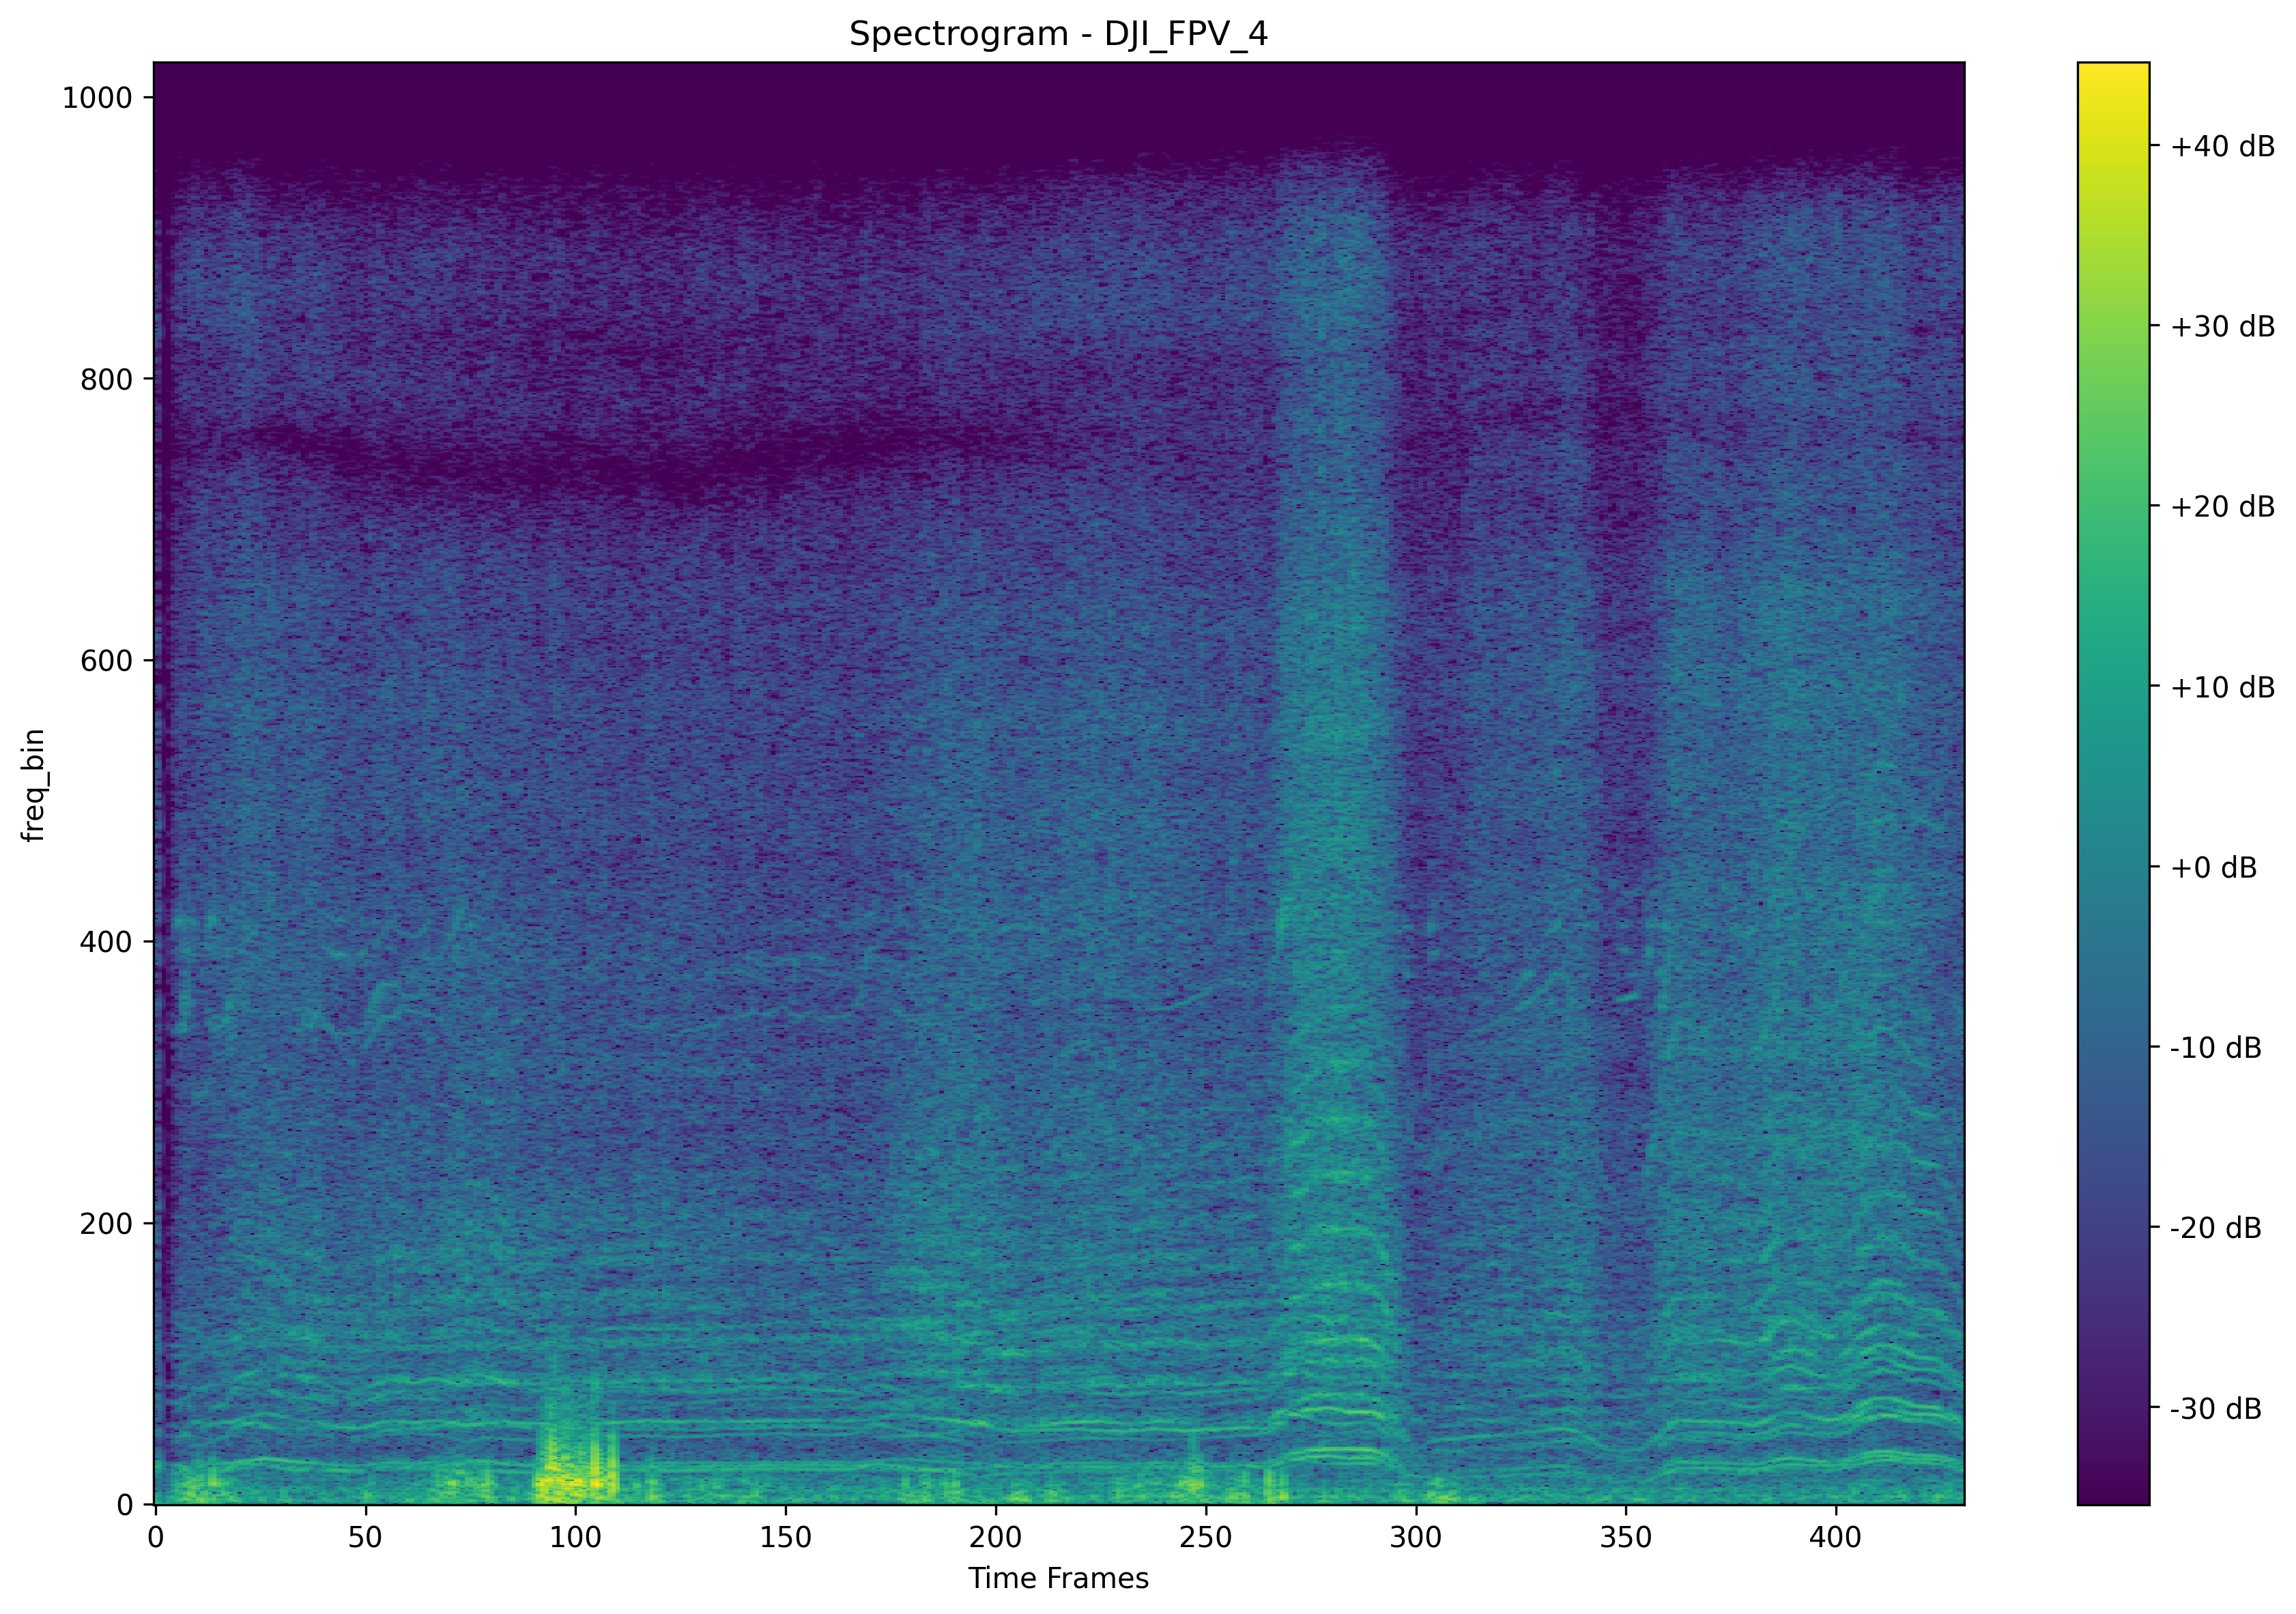 Spectrogram - DJI_FPV_4
1000
800
600
400
200
0
freq_bin
0 50 100 150 200 250 300 350 400
Time Frames
+40 dB
+30 dB
+20 dB
+10 dB
+0 dB
-10 dB
-20 dB
-30 dB